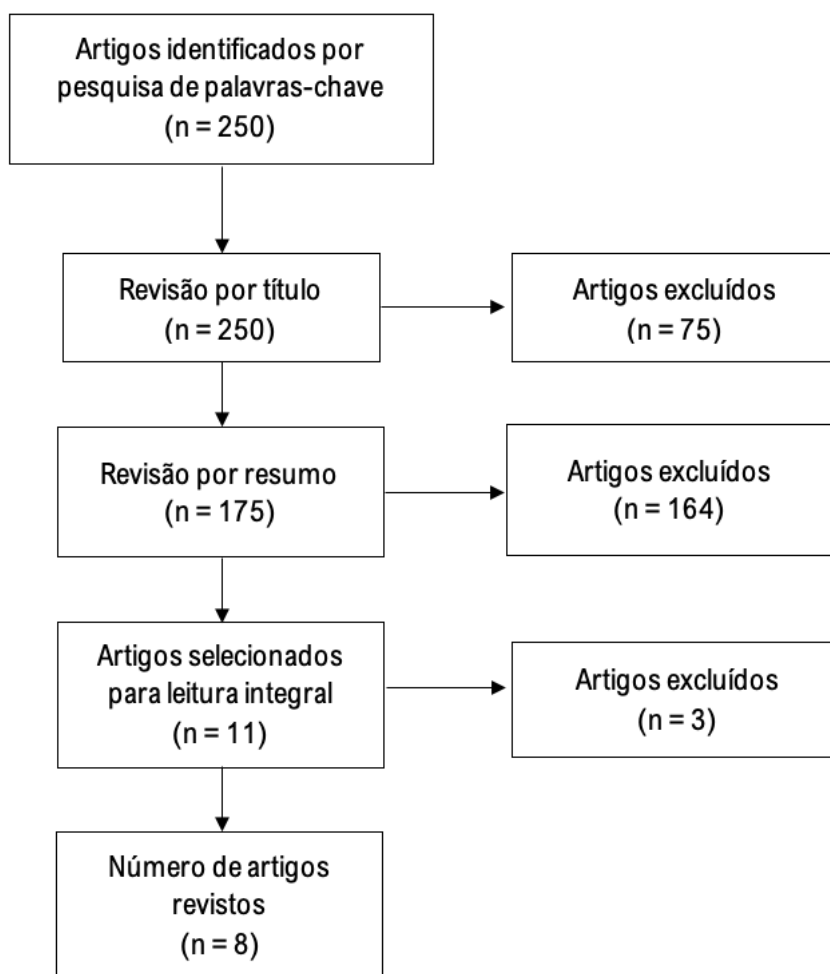 Artigos identificados por
pesquisa de palavras-chave
(n = 250)
Revisão por título
(n = 250)
Artigos excluídos
(n = 75)
Revisão por resumo
(n = 175)
Artigos excluídos
(n = 164)
Artigos selecionados
para leitura integral
(n = 11)
Artigos excluídos
(n = 3)
Número de artigos
revistos
(n = 8)